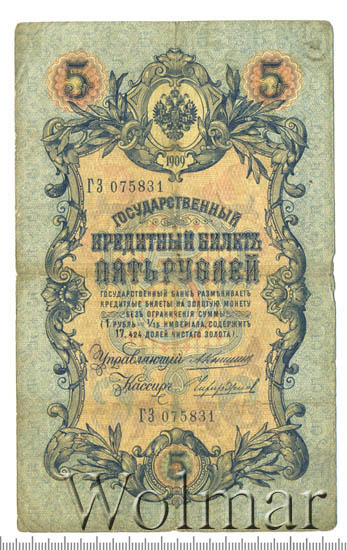 5 5
1909
ГЗ 075831
ГОСУДАРСТВЕННЫЙ
КРЕДИТНЫЙ БИЛЕТЪ
ПЯТЬ РУБЛЕЙ
ГОСУДАРСТВЕННЫЙ БАНКЪ РАЗМѢНИВАЕТЪ
КРЕДИТНЫЕ БИЛЕТЫ НА ЗОЛОТУЮ МОНЕТУ
БЕЗЪ ОГРАНИЧЕНІЯ СУММЫ
(1 РУБЛЬ = 1/15 ИМПЕРІАЛА, СОДЕРЖИТЪ
17,424 ДОЛЕЙ ЧИСТАГО ЗОЛОТА).
Управляющій
Кассиръ
ГЗ 075831
5
Wolmar